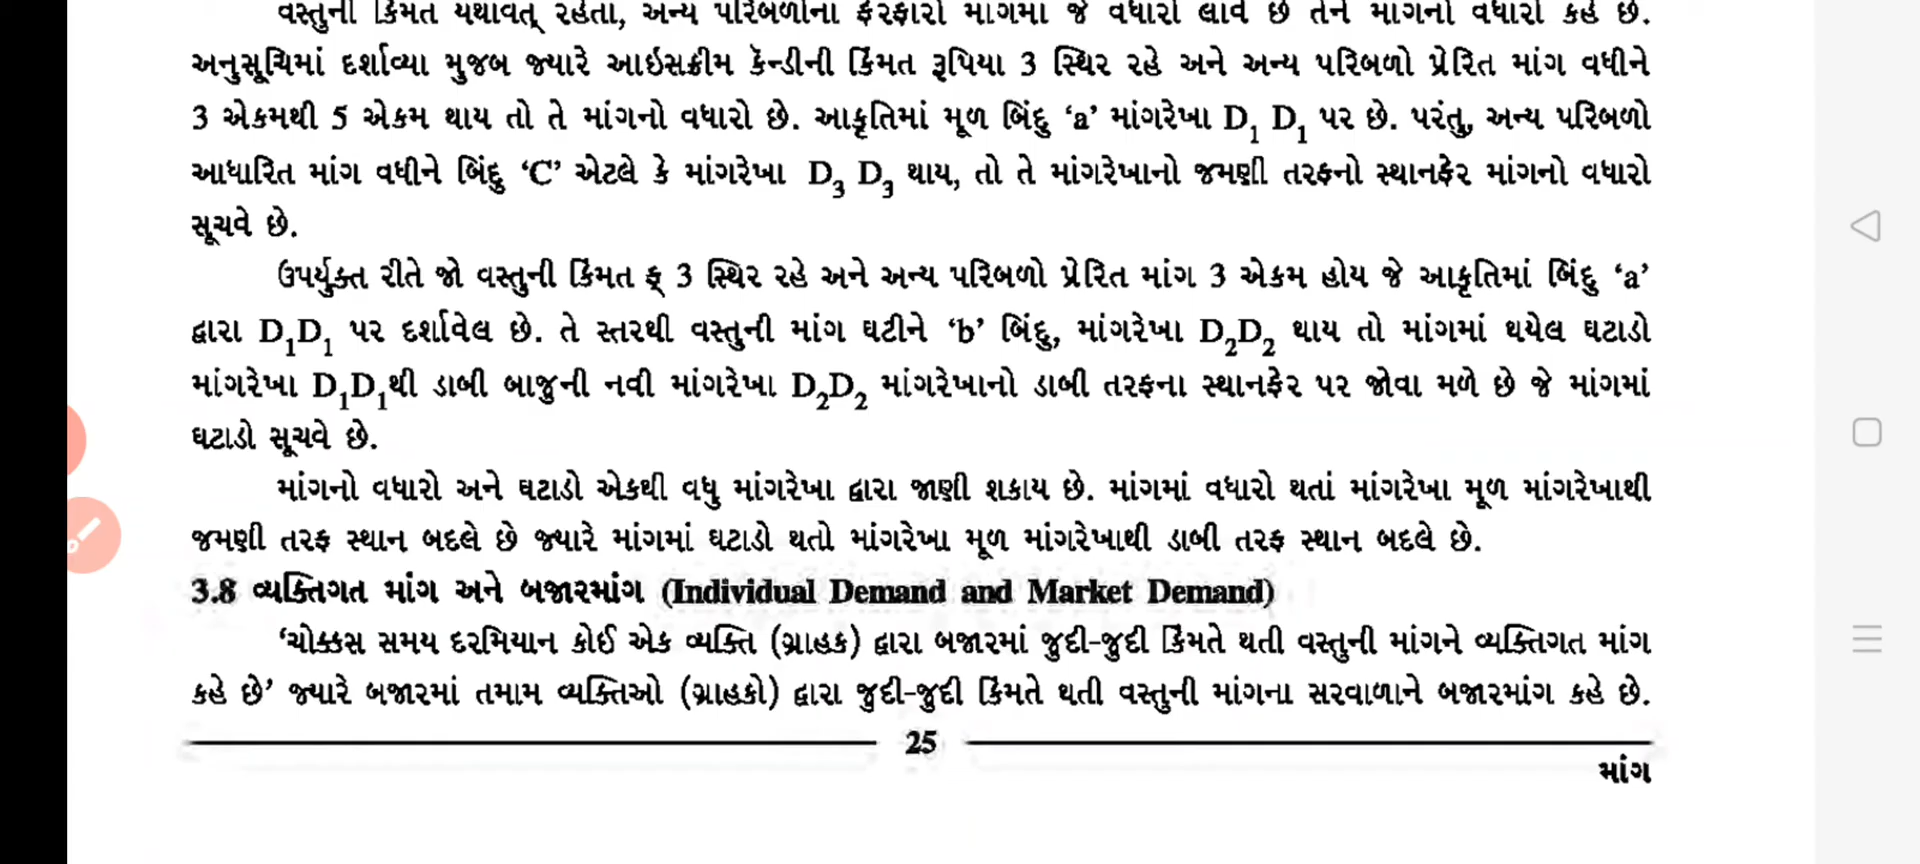 વસ્તુની કિંમત યથાવત્ રહેતા, અન્ય પરિબળોના ફેરફારો માંગમાં જે વધારો લાવે છે તેને માંગનો વધારો કહે છે.
અનુસૂચિમાં દર્શાવ્યા મુજબ જ્યારે આઇસક્રીમ કૅન્ડીની કિંમત રૂપિયા 3 સ્થિર રહે અને અન્ય પરિબળો પ્રેરિત માંગ વધીને
3 એકમથી 5 એકમ થાય તો તે માંગનો વધારો છે. આકૃતિમાં મૂળ બિંદુ ‘a’ માંગરેખા D₁ D₁ પર છે. પરંતુ, અન્ય પરિબળો
આધારિત માંગ વધીને બિંદુ ‘C’ એટલે કે માંગરેખા D₃ D₃ થાય, તો તે માંગરેખાનો જમણી તરફનો સ્થાનફેર માંગનો વધારો
સૂચવે છે.
ઉપર્યુક્ત રીતે જો વસ્તુની કિંમત ફ્ 3 સ્થિર રહે અને અન્ય પરિબળો પ્રેરિત માંગ 3 એકમ હોય જે આકૃતિમાં બિંદુ ‘a’
દ્વારા D₁D₁ પર દર્શાવેલ છે. તે સ્તરથી વસ્તુની માંગ ઘટીને ‘b’ બિંદુ, માંગરેખા D₂D₂ થાય તો માંગમાં થયેલ ઘટાડો
માંગરેખા D₁D₁થી ડાબી બાજુની નવી માંગરેખા D₂D₂ માંગરેખાનો ડાબી તરફના સ્થાનફેર પર જોવા મળે છે જે માંગમાં
ઘટાડો સૂચવે છે.
માંગનો વધારો અને ઘટાડો એકથી વધુ માંગરેખા દ્વારા જાણી શકાય છે. માંગમાં વધારો થતાં માંગરેખા મૂળ માંગરેખાથી
જમણી તરફ સ્થાન બદલે છે જ્યારે માંગમાં ઘટાડો થતો માંગરેખા મૂળ માંગરેખાથી ડાબી તરફ સ્થાન બદલે છે.
3.8 વ્યક્તિગત માંગ અને બજારમાંગ (Individual Demand and Market Demand)
‘ચોક્કસ સમય દરમિયાન કોઈ એક વ્યક્તિ (ગ્રાહક) દ્વારા બજારમાં જુદી-જુદી કિંમતે થતી વસ્તુની માંગને વ્યક્તિગત માંગ
કહે છે’ જ્યારે બજારમાં તમામ વ્યક્તિઓ (ગ્રાહકો) દ્વારા જુદી-જુદી કિંમતે થતી વસ્તુની માંગના સરવાળાને બજારમાંગ કહે છે.
25
માંગ